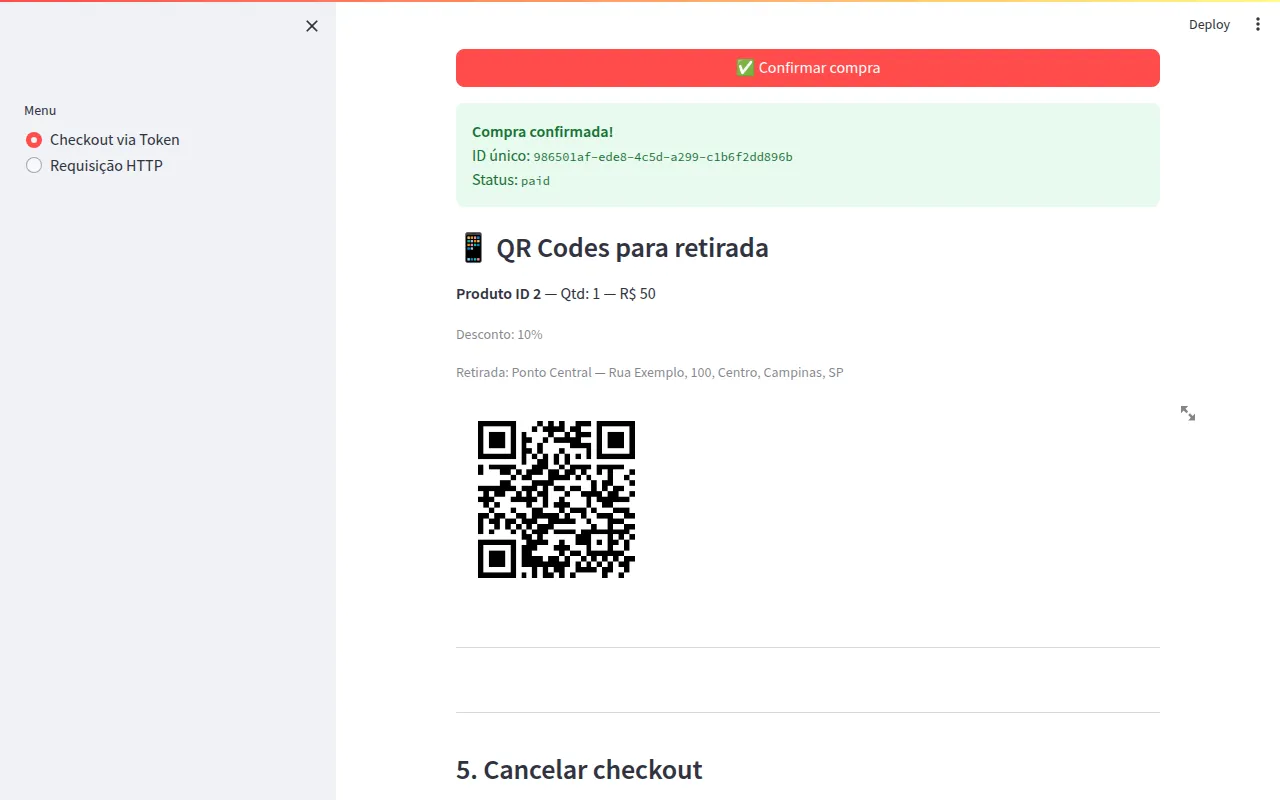 Deploy
Menu
Checkout via Token
Requisição HTTP
✅ Confirmar compra
Compra confirmada!
ID único: 986501af-ede8-4c5d-a299-c1b6f2dd896b
Status: paid
📱 QR Codes para retirada
Produto ID 2 — Qtd: 1 — R$ 50
Desconto: 10%
Retirada: Ponto Central — Rua Exemplo, 100, Centro, Campinas, SP
5. Cancelar checkout